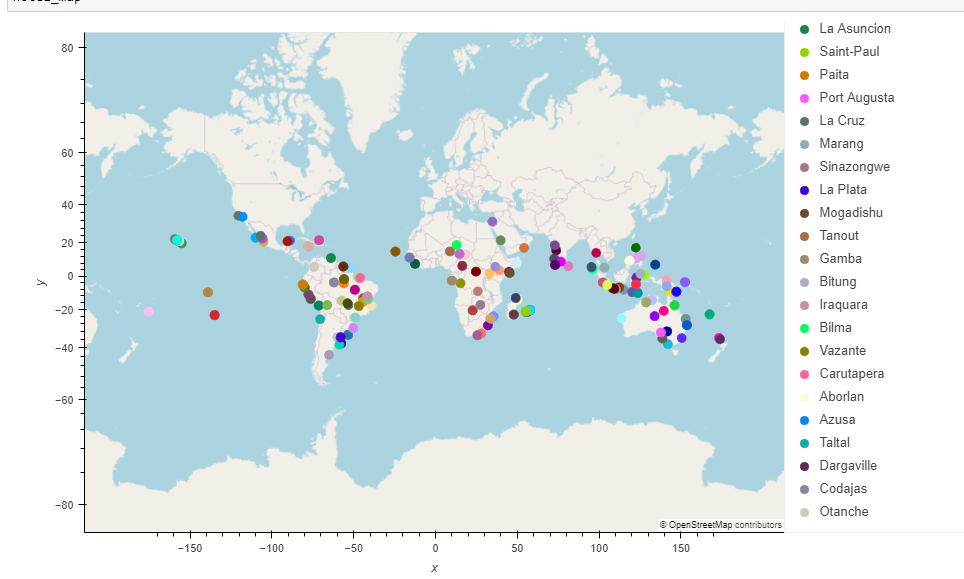 80
60
40
20
0
−20
−40
−60
−80
y
−150
−100
−50
0
50
100
150
x
© OpenStreetMap contributors
La Asuncion
Saint-Paul
Paita
Port Augusta
La Cruz
Marang
Sinazongwe
La Plata
Mogadishu
Tanout
Gamba
Bitung
Iraquara
Bilma
Vazante
Carutapera
Aborlan
Azusa
Taltal
Dargaville
Codajas
Otanche